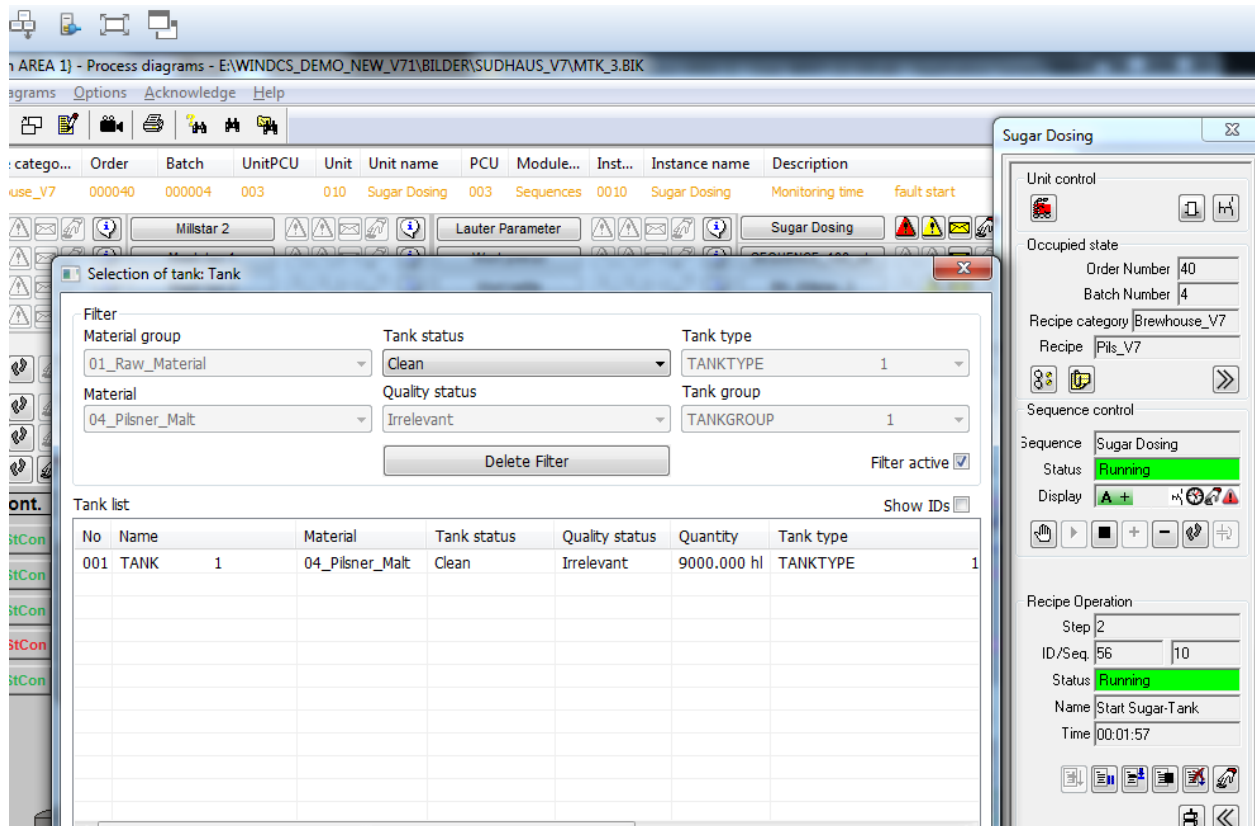 AREA 1} - Process diagrams - E:\WINDCS_DEMO_NEW_V71\BILDER\SUDHAUS_V7\MTK_3.BIK
agrams Options Acknowledge Help
catego... Order Batch UnitPCU Unit Unit name PCU Module... Inst... Instance name Description
ouse_V7 000040 000004 003 010 Sugar Dosing 003 Sequences 0010 Sugar Dosing Monitoring time fault start
Millstar 2 Lauter Parameter Sugar Dosing
ont.
StCon
StCon
StCon
StCon
StCon
Selection of tank: Tank
Filter
Material group Tank status Tank type
01_Raw_Material Clean TANKTYPE 1
Material Quality status Tank group
04_Pilsner_Malt Irrelevant TANKGROUP 1
Delete Filter Filter active
Tank list Show IDs
No Name Material Tank status Quality status Quantity Tank type
001 TANK 1 04_Pilsner_Malt Clean Irrelevant 9000.000 hl TANKTYPE 1
Sugar Dosing
Unit control
Occupied state
Order Number 40
Batch Number 4
Recipe category Brewhouse_V7
Recipe Pils_V7
Sequence control
Sequence Sugar Dosing
Status Running
Display A +
Recipe Operation
Step 2
ID/Seq. 56 10
Status Running
Name Start Sugar-Tank
Time 00:01:57